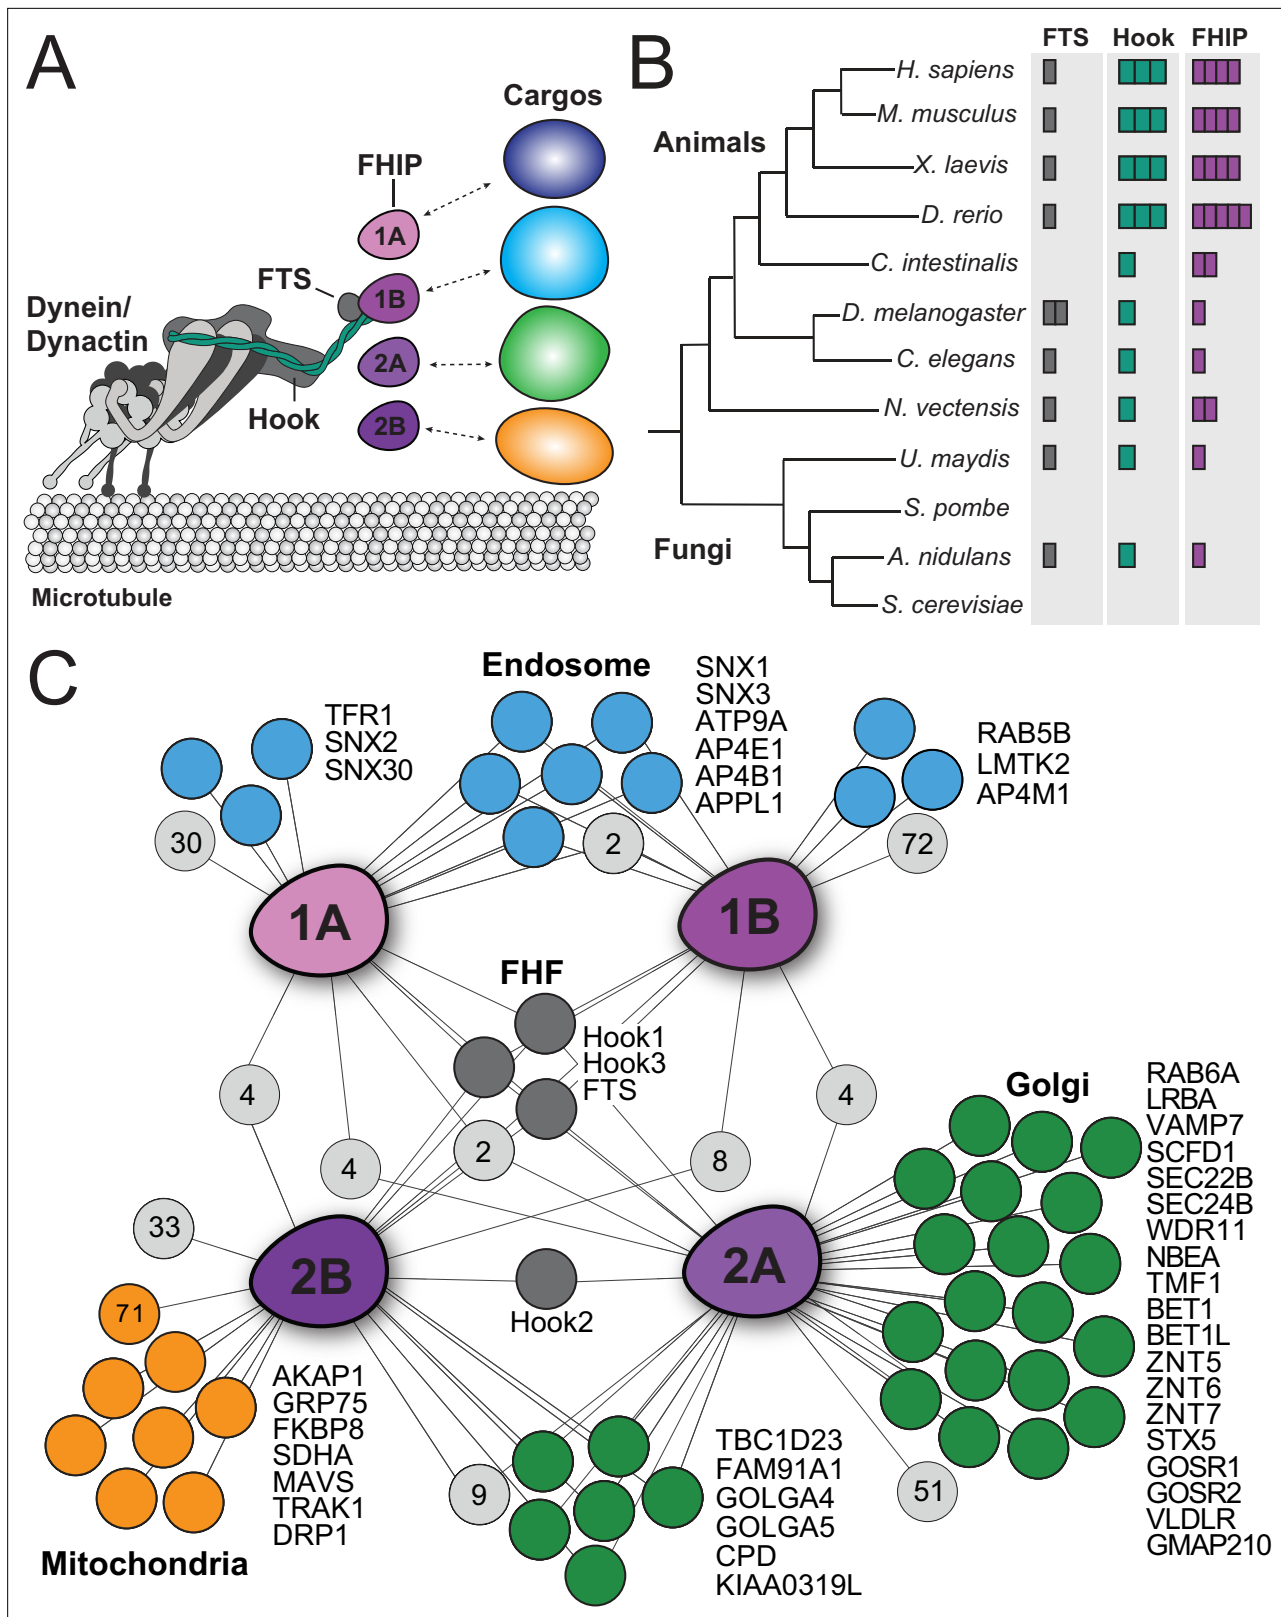 A
Cargos
FHIP
1A
FTS
1B
Dynein/
Dynactin
2A
Hook
2B
Microtubule
B
FTS Hook FHIP
Animals
H. sapiens
M. musculus
X. laevis
D. rerio
C. intestinalis
D. melanogaster
C. elegans
N. vectensis
U. maydis
S. pombe
Fungi
A. nidulans
S. cerevisiae
C
Endosome
TFR1
SNX2
SNX30
SNX1
SNX3
ATP9A
AP4E1
AP4B1
APPL1
RAB5B
LMTK2
AP4M1
30
2
72
1A
1B
FHF
Hook1
Hook3
FTS
4
4
2
8
4
33
2B
2A
Hook2
71
AKAP1
GRP75
FKBP8
SDHA
MAVS
TRAK1
DRP1
Mitochondria
9
TBC1D23
FAM91A1
GOLGA4
GOLGA5
CPD
KIAA0319L
51
Golgi
RAB6A
LRBA
VAMP7
SCFD1
SEC22B
SEC24B
WDR11
NBEA
TMF1
BET1
BET1L
ZNT5
ZNT6
ZNT7
STX5
GOSR1
GOSR2
VLDLR
GMAP210